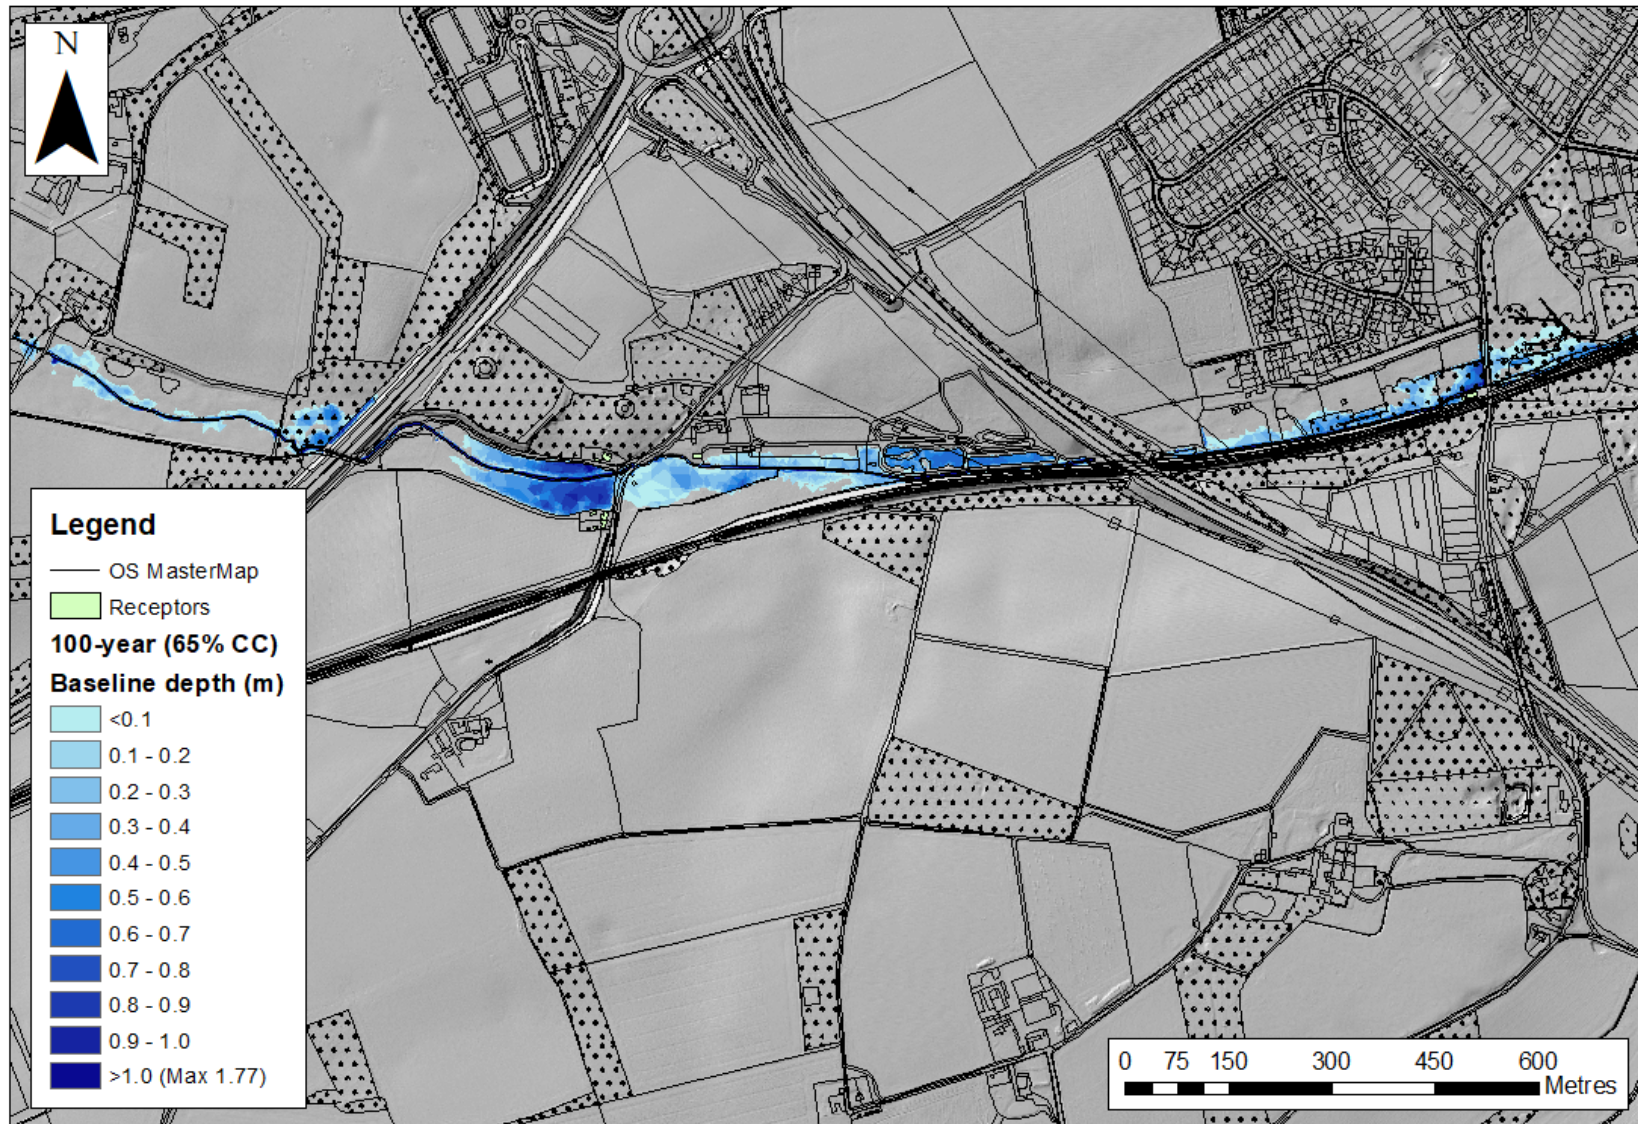 N
Legend
OS MasterMap
Receptors
100-year (65% CC)
Baseline depth (m)
<0.1
0.1 - 0.2
0.2 - 0.3
0.3 - 0.4
0.4 - 0.5
0.5 - 0.6
0.6 - 0.7
0.7 - 0.8
0.8 - 0.9
0.9 - 1.0
>1.0 (Max 1.77)
0 75 150 300 450 600
Metres